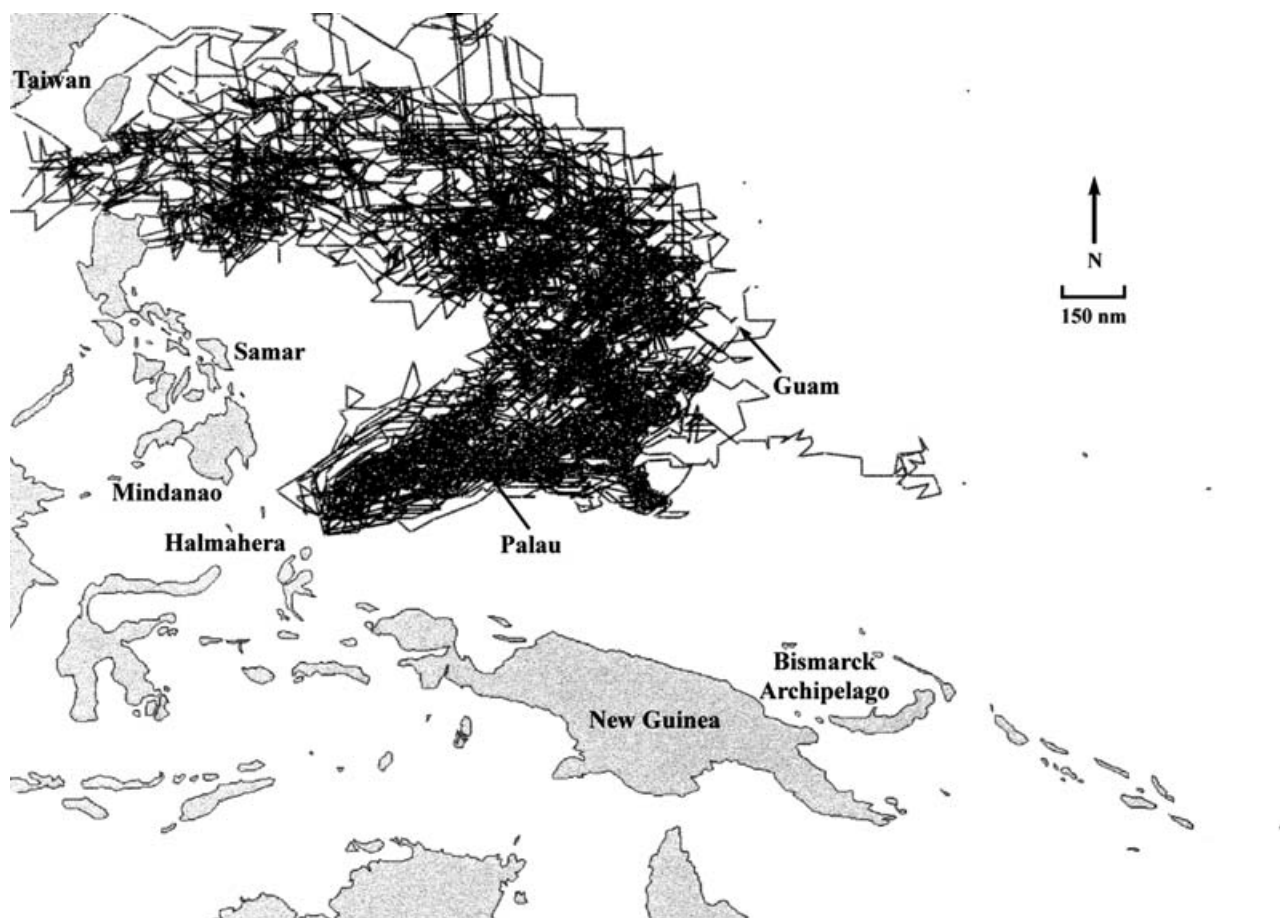 Taiwan
N
150 nm
Samar
Guam
Mindanao
Halmahera
Palau
Bismarck
Archipelago
New Guinea